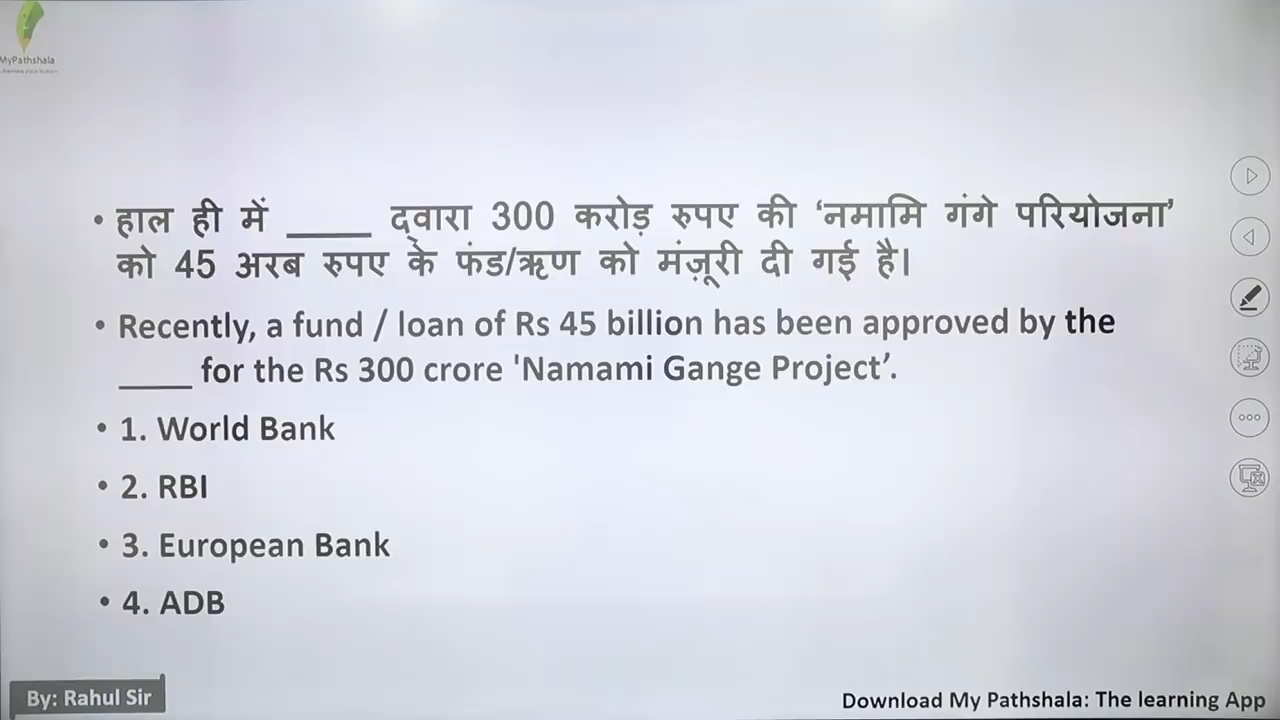 MyPathshala
• हाल ही में _____ द्वारा 300 करोड़ रुपए की ‘नमामि गंगे परियोजना’
को 45 अरब रुपए के फंड/ऋण को मंज़ूरी दी गई है।
• Recently, a fund / loan of Rs 45 billion has been approved by the
____ for the Rs 300 crore 'Namami Gange Project’.
• 1. World Bank
• 2. RBI
• 3. European Bank
• 4. ADB
By: Rahul Sir
Download My Pathshala: The learning App